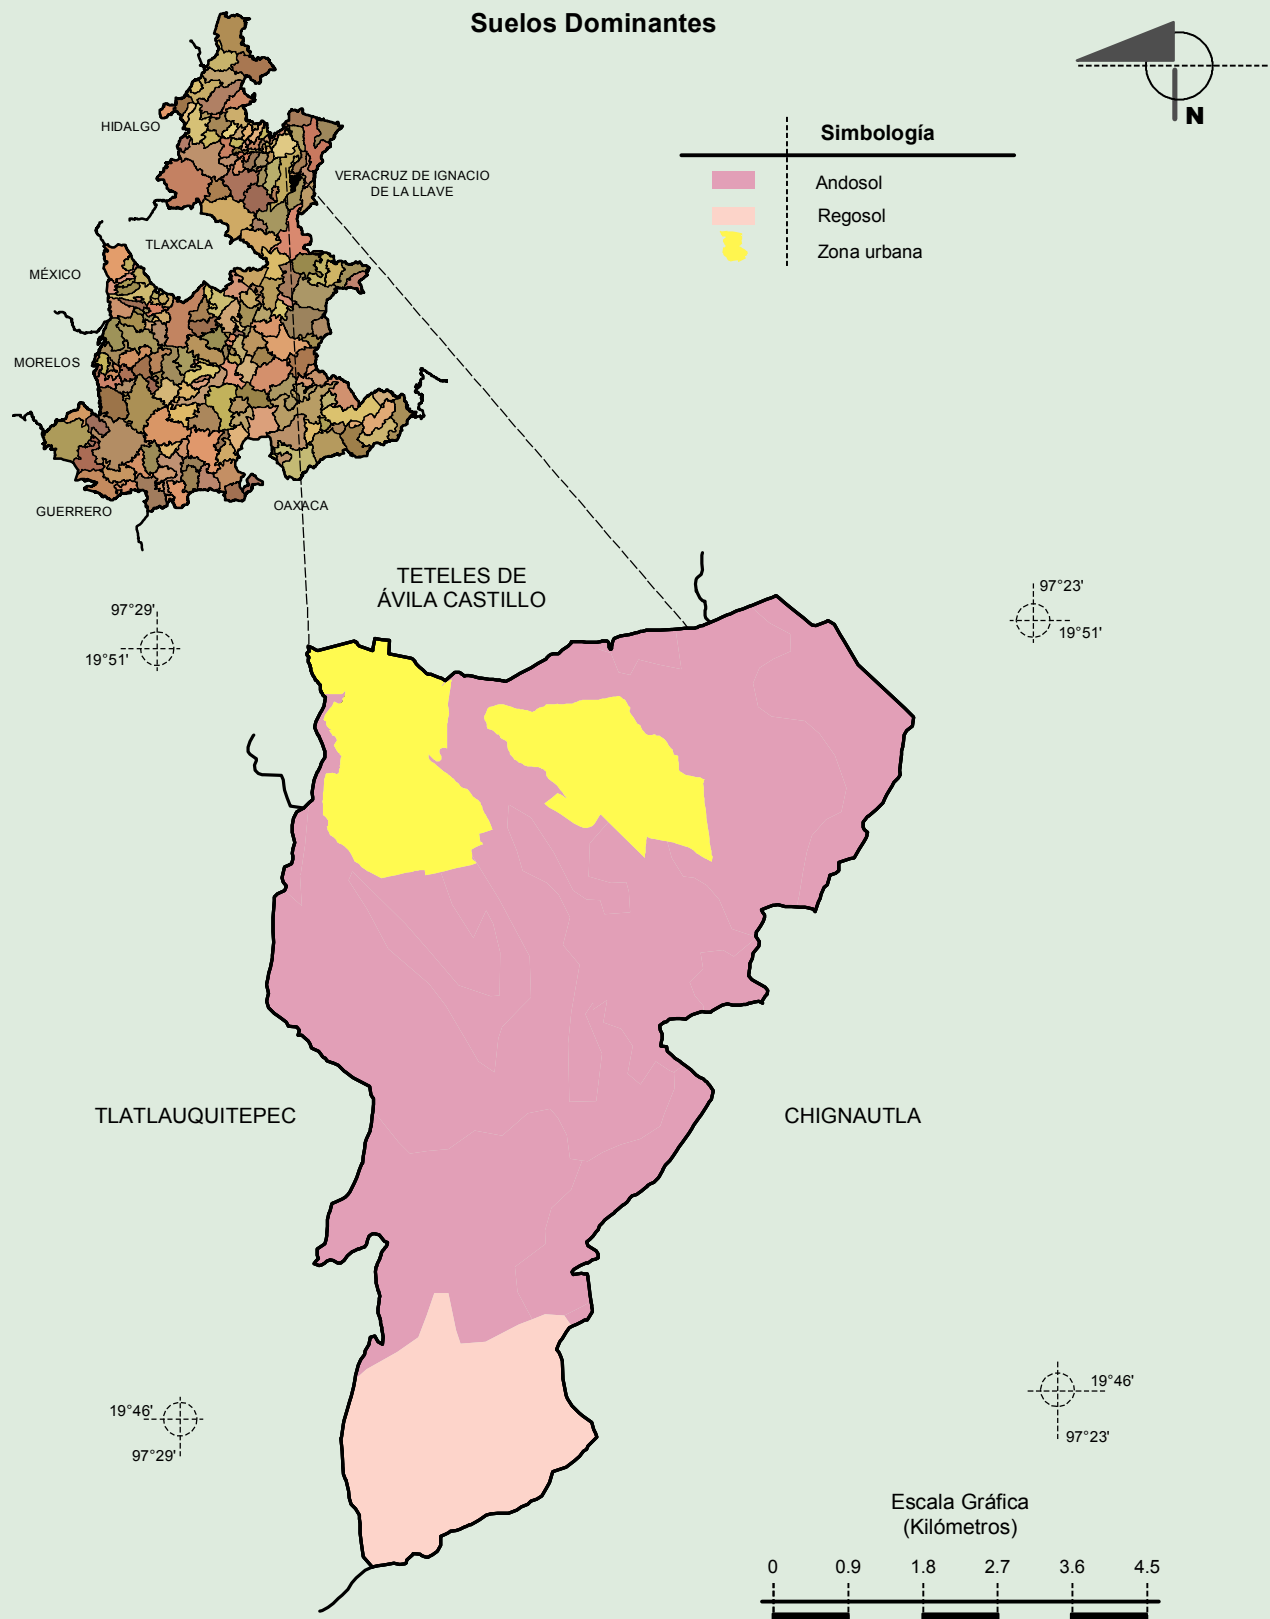 Suelos Dominantes
N
Simbología
Andosol
Regosol
Zona urbana
HIDALGO
VERACRUZ DE IGNACIO
DE LA LLAVE
TLAXCALA
MÉXICO
MORELOS
GUERRERO
OAXACA
TETELES DE
ÁVILA CASTILLO
97°29'
19°51'
97°23'
19°51'
TLATLAUQUITEPEC
CHIGNAUTLA
19°46'
97°29'
19°46'
97°23'
Escala Gráfica
(Kilómetros)
0 0.9 1.8 2.7 3.6 4.5